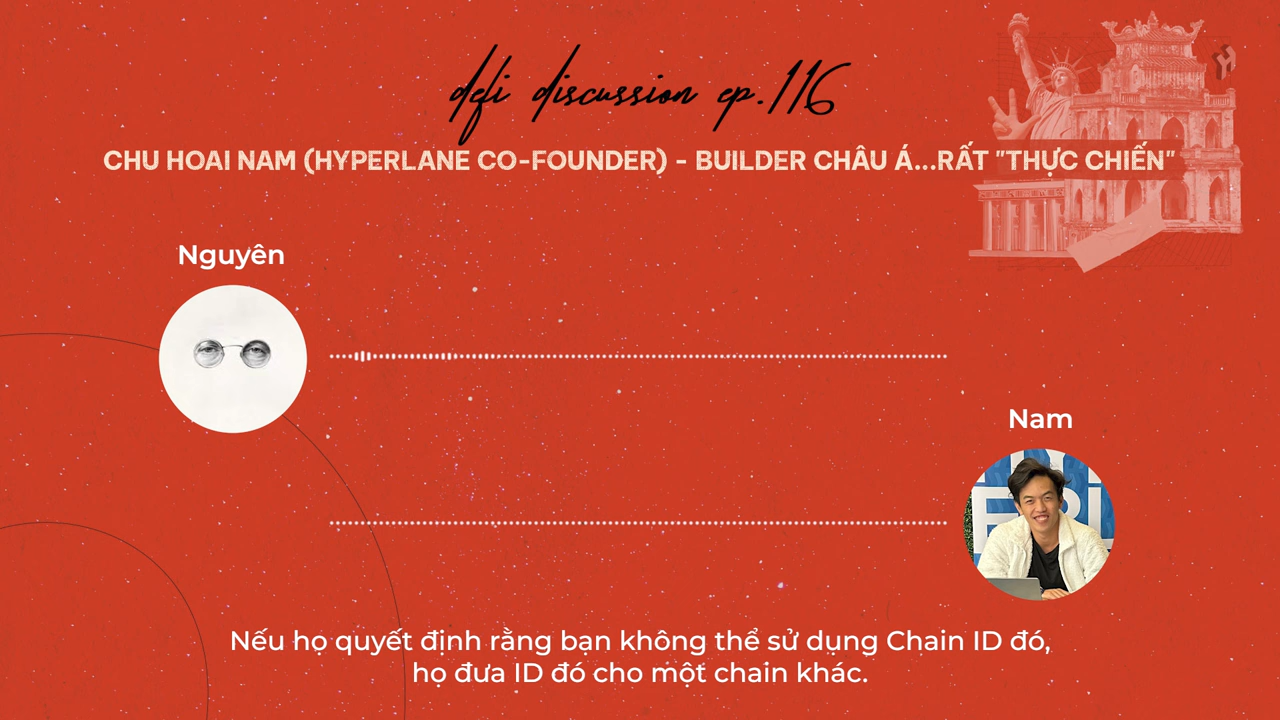 defi discussion ep.116
CHU HOAI NAM (HYPERLANE CO-FOUNDER) - BUILDER CHÂU Á...RẤT "THỰC CHIẾN"
Nguyên
Nam
Nếu họ quyết định rằng bạn không thể sử dụng Chain ID đó,
họ đưa ID đó cho một chain khác.